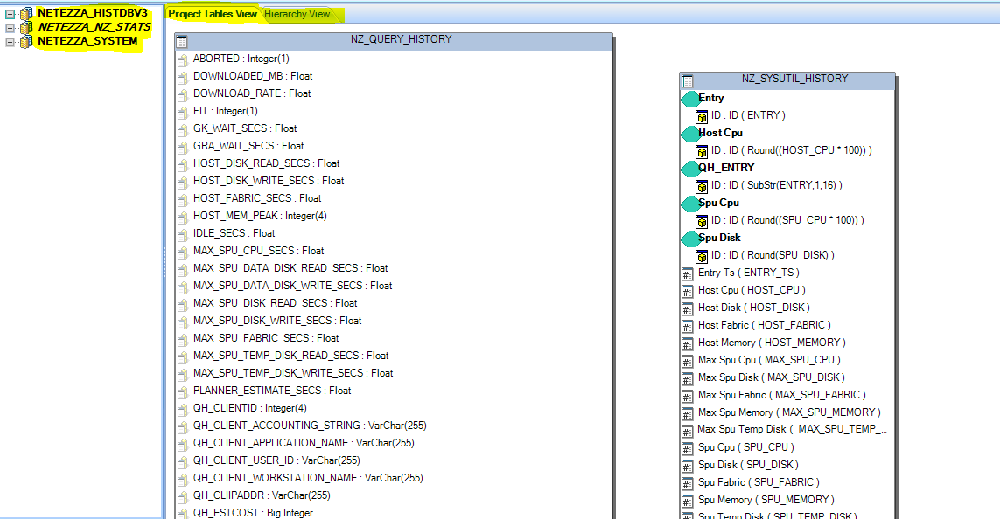 NETEZZA_HISTDBV3
NETEZZA_NZ_STATS
NETEZZA_SYSTEM
Project Tables View
Hierarchy View
NZ_QUERY_HISTORY
ABORTED : Integer(1)
DOWNLOADED_MB : Float
DOWNLOAD_RATE : Float
FIT : Integer(1)
GK_WAIT_SECS : Float
GRA_WAIT_SECS : Float
HOST_DISK_READ_SECS : Float
HOST_DISK_WRITE_SECS : Float
HOST_FABRIC_SECS : Float
HOST_MEM_PEAK : Integer(4)
IDLE_SECS : Float
MAX_SPU_CPU_SECS : Float
MAX_SPU_DATA_DISK_READ_SECS : Float
MAX_SPU_DATA_DISK_WRITE_SECS : Float
MAX_SPU_DISK_READ_SECS : Float
MAX_SPU_DISK_WRITE_SECS : Float
MAX_SPU_FABRIC_SECS : Float
MAX_SPU_TEMP_DISK_READ_SECS : Float
MAX_SPU_TEMP_DISK_WRITE_SECS : Float
PLANNER_ESTIMATE_SECS : Float
QH_CLIENTID : Integer(4)
QH_CLIENT_ACCOUNTING_STRING : VarChar(255)
QH_CLIENT_APPLICATION_NAME : VarChar(255)
QH_CLIENT_USER_ID : VarChar(255)
QH_CLIENT_WORKSTATION_NAME : VarChar(255)
QH_CLIIPADDR : VarChar(255)
QH_ESTCOST : Big Integer
NZ_SYSUTIL_HISTORY
Entry
ID : ID ( ENTRY )
Host Cpu
ID : ID ( Round((HOST_CPU * 100)) )
QH_ENTRY
ID : ID ( SubStr(ENTRY,1,16) )
Spu Cpu
ID : ID ( Round((SPU_CPU * 100)) )
Spu Disk
ID : ID ( Round(SPU_DISK) )
Entry Ts ( ENTRY_TS )
Host Cpu ( HOST_CPU )
Host Disk ( HOST_DISK )
Host Fabric ( HOST_FABRIC )
Host Memory ( HOST_MEMORY )
Max Spu Cpu ( MAX_SPU_CPU )
Max Spu Disk ( MAX_SPU_DISK )
Max Spu Fabric ( MAX_SPU_FABRIC )
Max Spu Memory ( MAX_SPU_MEMORY )
Max Spu Temp Disk ( MAX_SPU_TEMP_...
Spu Cpu ( SPU_CPU )
Spu Disk ( SPU_DISK )
Spu Fabric ( SPU_FABRIC )
Spu Memory ( SPU_MEMORY )
Spu Temp Disk ( SPU_TEMP_DISK )